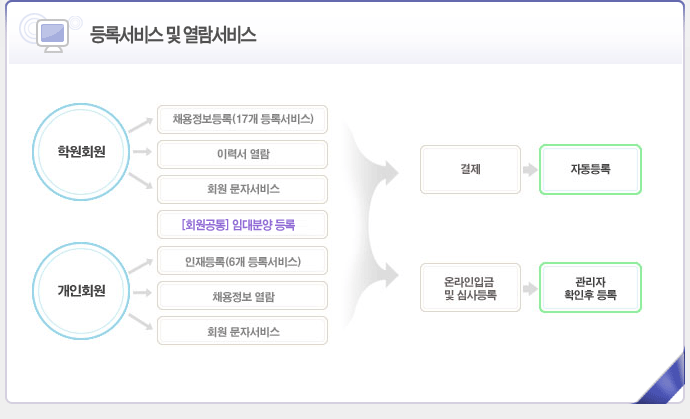 등록서비스 및 열람서비스
학원회원
채용정보등록(17개 등록서비스)
이력서 열람
회원 문자서비스
[회원공통] 임대분양 등록
개인회원
인재등록(6개 등록서비스)
채용정보 열람
회원 문자서비스
결제
자동등록
온라인입금
및 심사등록
관리자
확인후 등록